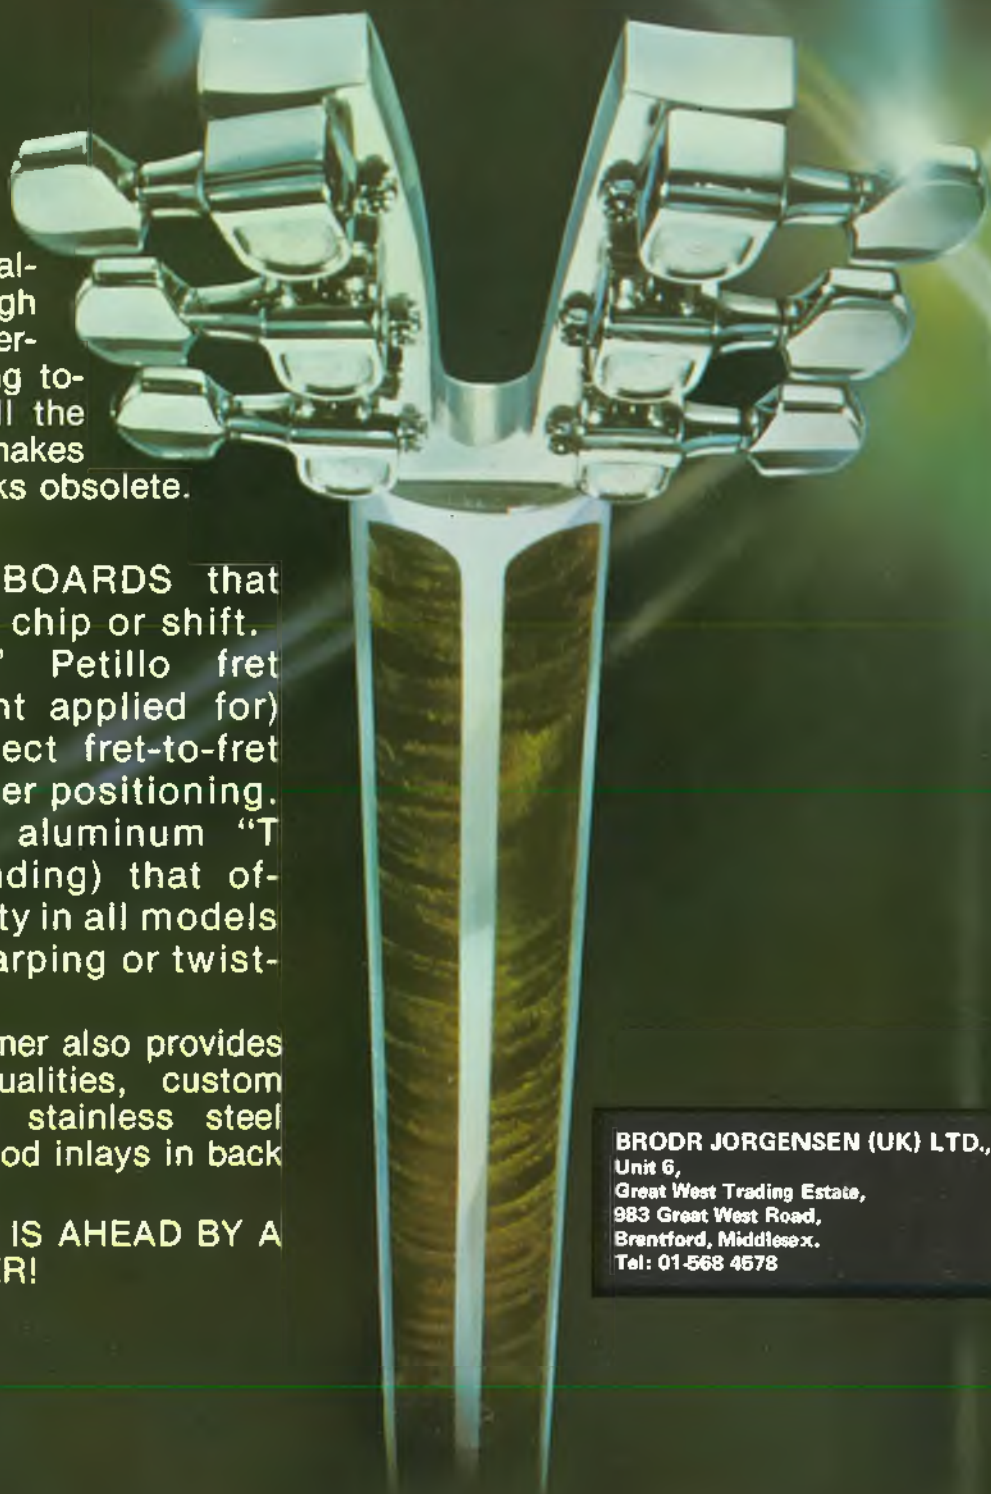 al-
gh
er-
g to-
ll the
nakes
ks obsolete.
BOARDS that
chip or shift.
” Petillo fret
nt applied for)
ect fret-to-fret
er positioning.
aluminum “T
nding) that of-
ty in all models
arping or twist-
ner also provides
ualities, custom
stainless steel
od inlays in back
IS AHEAD BY A
ER!
BRODR JORGENSEN (UK) LTD.,
Unit 6,
Great West Trading Estate,
983 Great West Road,
Brentford, Middlesex.
Tel: 01-568 4578